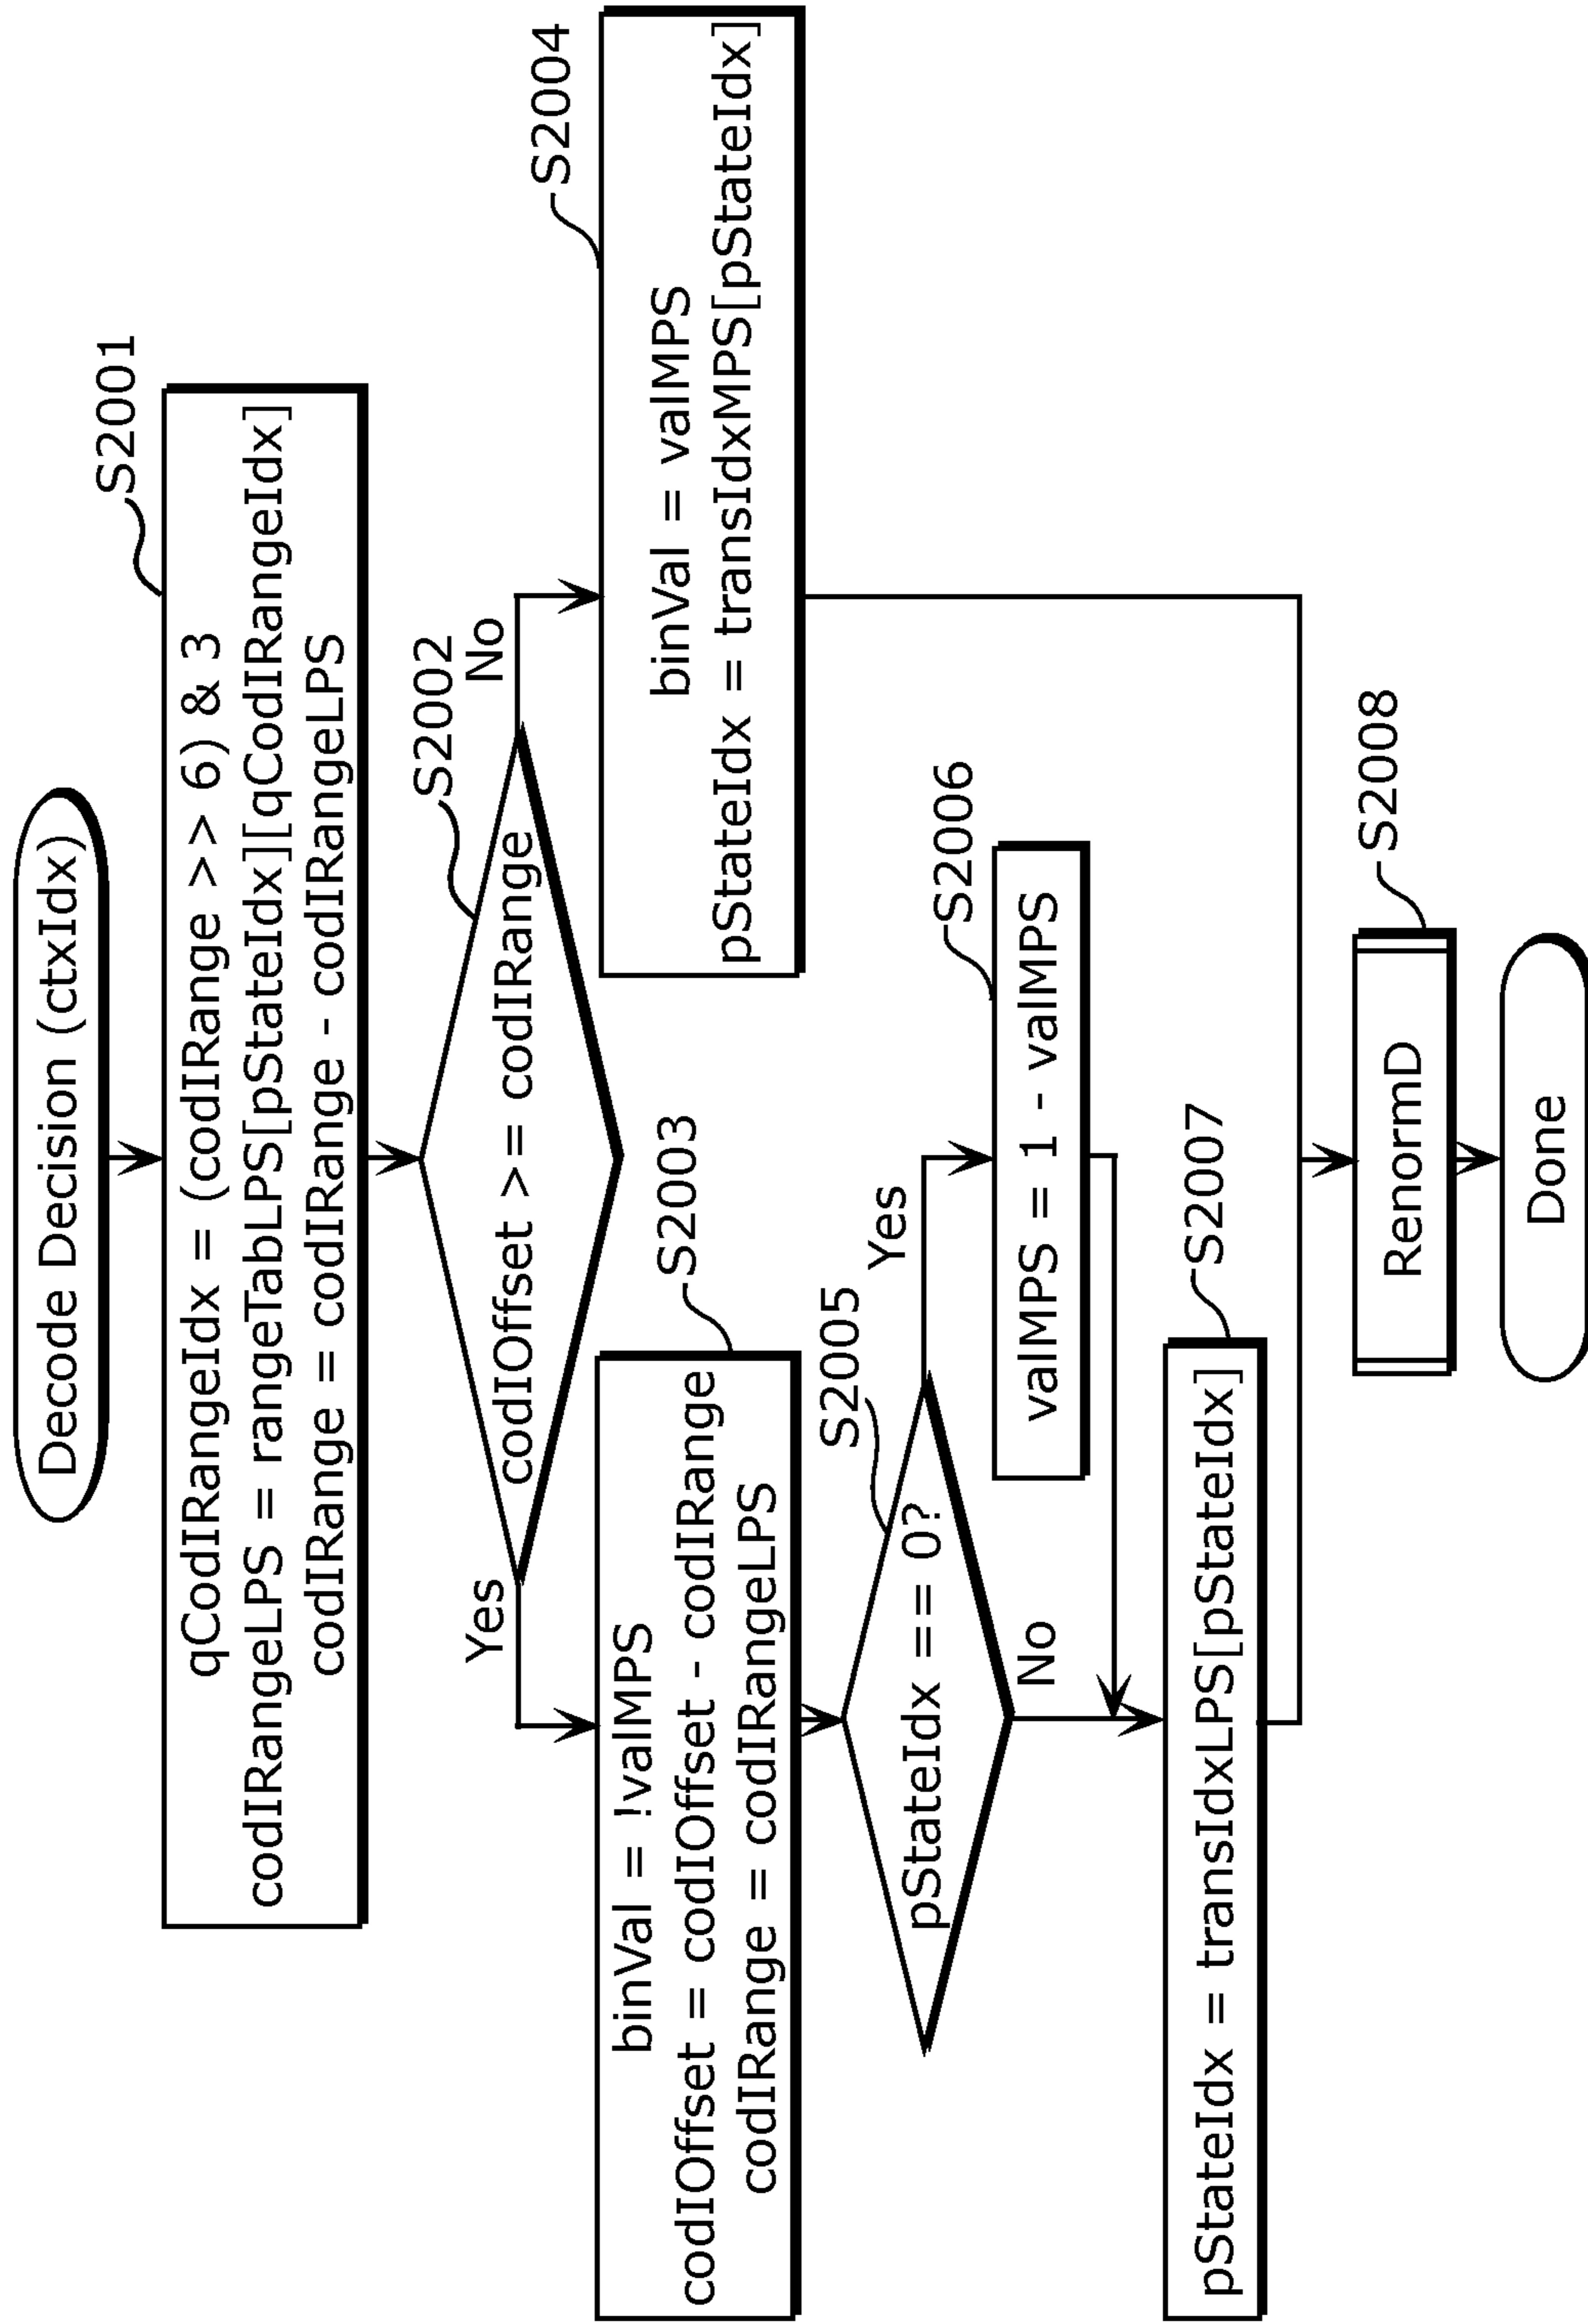 Decode Decision (ctxIdx)
S2001
qCodIRangeIdx = (codIRange >> 6) & 3
codIRangeLPS = rangeTabLPS[pStateIdx][qCodIRangeIdx]
codIRange = codIRange - codIRangeLPS
S2002
codIOffset >= codIRange
Yes
No
S2003
binVal = !valMPS
codIOffset = codIOffset - codIRange
codIRange = codIRangeLPS
S2004
binVal = valMPS
pStateIdx = transIdxMPS[pStateIdx]
S2005
pStateIdx == 0?
Yes
No
S2006
valMPS = 1 - valMPS
S2007
pStateIdx = transIdxLPS[pStateIdx]
S2008
RenormD
Done